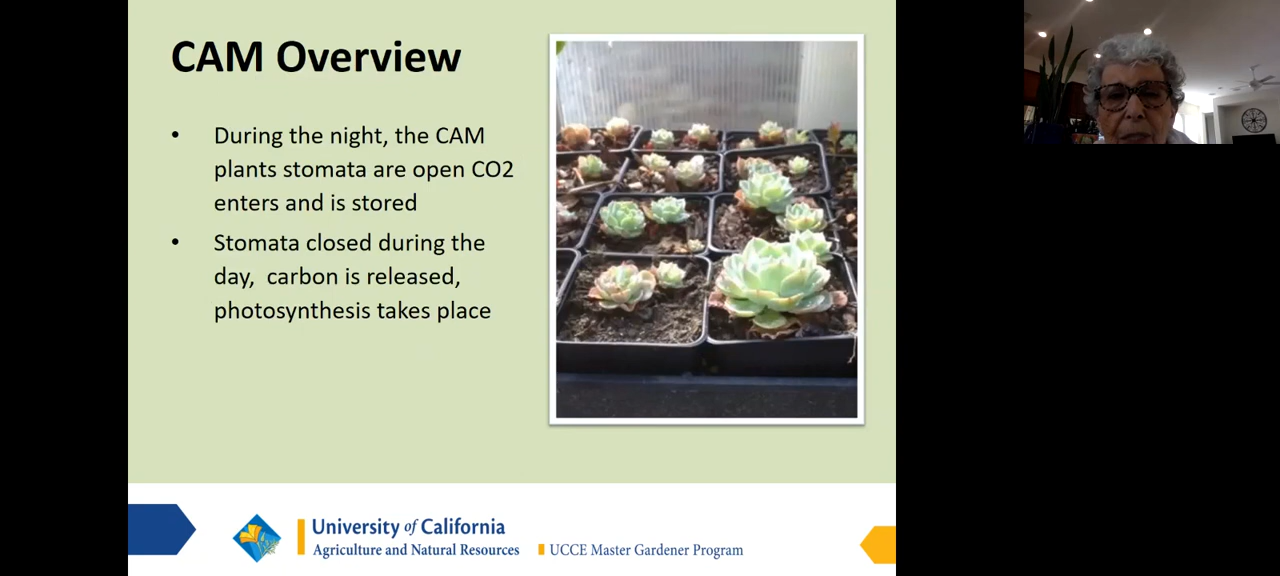 CAM Overview
• During the night, the CAM
plants stomata are open CO2
enters and is stored
• Stomata closed during the
day,  carbon is released,
photosynthesis takes place
University of California
Agriculture and Natural Resources
UCCE Master Gardener Program